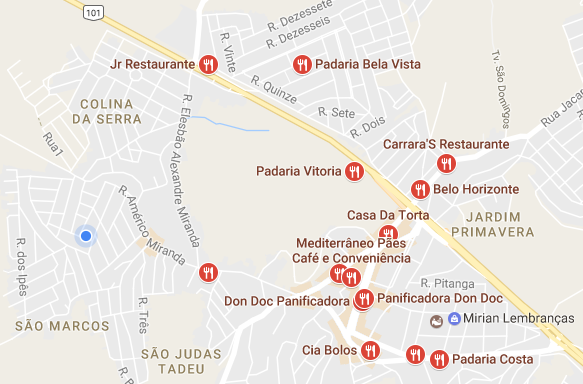 101
R. Dezessete
R. Dezesseis
R. Vinte
Jr Restaurante
Padaria Bela Vista
R. Quinze
COLINA
DA SERRA
R. Elesbão Alexandre Miranda
R. Sete
R. Dois
Tv. São Domingos
Rua Jacar
Rua1
Carrara'S Restaurante
Padaria Vitoria
Belo Horizonte
R. Américo Miranda
Casa Da Torta
JARDIM
PRIMAVERA
Mediterrâneo Pães
Café e Conveniência
R. dos Ipês
R. Pitanga
Don Doc Panificadora
Panificadora Don Doc
R. Três
SÃO MARCOS
Mirian Lembranças
SÃO JUDAS
TADEU
Cia Bolos
Padaria Costa
R. P